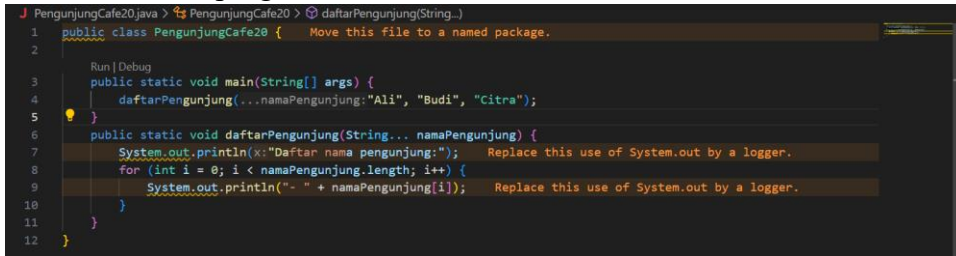 J PengunjungCafe20.java > PengunjungCafe20 > daftarPengunjung(String...)
1 public class PengunjungCafe20 { Move this file to a named package.
2
Run | Debug
3 public static void main(String[] args) {
4 daftarPengunjung(...namaPengunjung:"Ali", "Budi", "Citra");
5 }
6 public static void daftarPengunjung(String... namaPengunjung) {
7 System.out.println(x:"Daftar nama pengunjung:"); Replace this use of System.out by a logger.
8 for (int i = 0; i < namaPengunjung.length; i++) {
9 System.out.println("- " + namaPengunjung[i]); Replace this use of System.out by a logger.
10 }
11 }
12 }